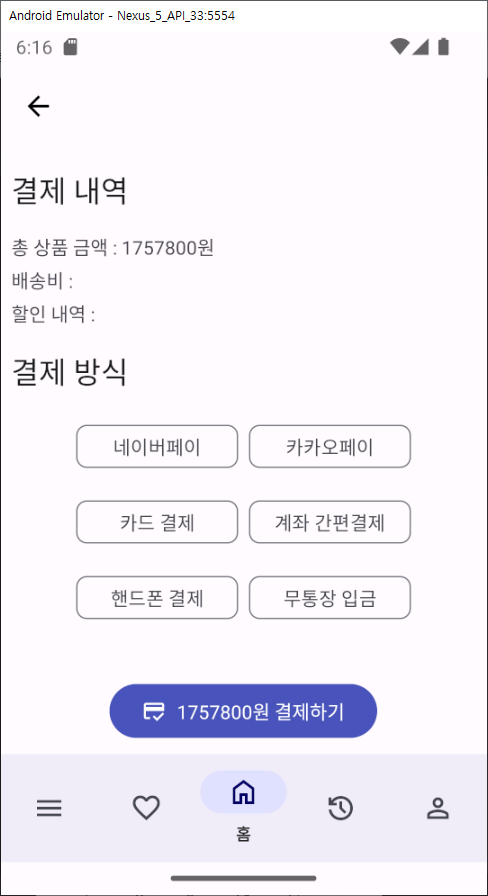 Android Emulator - Nexus_5_API_33:5554
6:16
결제 내역
총 상품 금액 : 1757800원
배송비 :
할인 내역 :
결제 방식
네이버페이 카카오페이
카드 결제 계좌 간편결제
핸드폰 결제 무통장 입금
1757800원 결제하기
홈